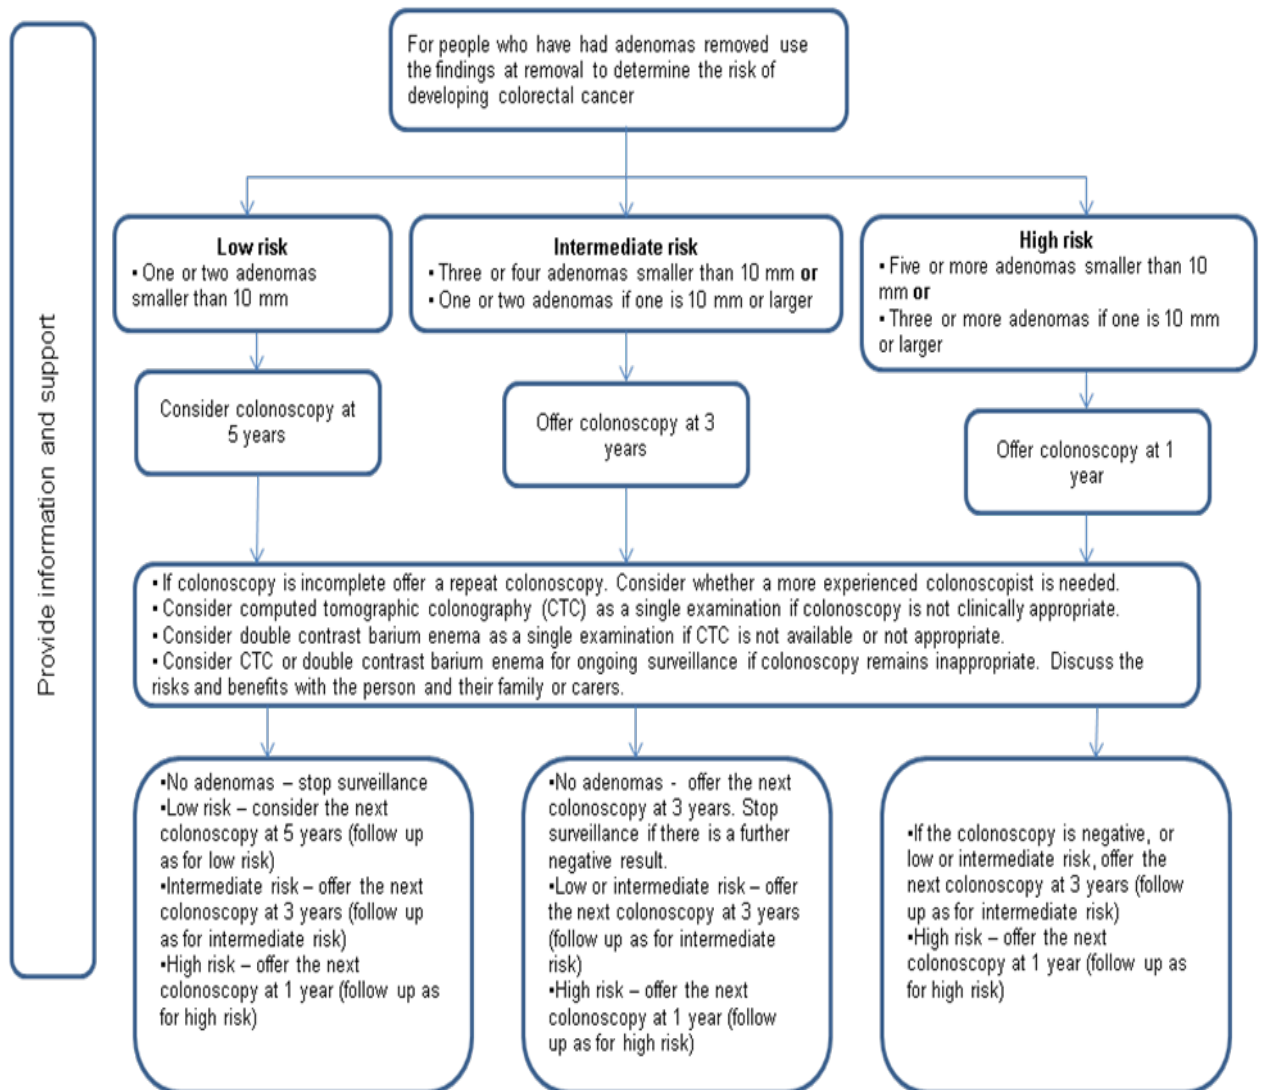 Provide information and support
For people who have had adenomas removed use
the findings at removal to determine the risk of
developing colorectal cancer
Low risk
▪ One or two adenomas
smaller than 10 mm
Intermediate risk
▪ Three or four adenomas smaller than 10 mm or
▪ One or two adenomas if one is 10 mm or larger
High risk
▪ Five or more adenomas smaller than 10
mm or
▪ Three or more adenomas if one is 10 mm
or larger
Consider colonoscopy at
5 years
Offer colonoscopy at 3
years
Offer colonoscopy at 1
year
▪ If colonoscopy is incomplete offer a repeat colonoscopy. Consider whether a more experienced colonoscopist is needed.
▪ Consider computed tomographic colonography (CTC) as a single examination if colonoscopy is not clinically appropriate.
▪ Consider double contrast barium enema as a single examination if CTC is not available or not appropriate.
▪ Consider CTC or double contrast barium enema for ongoing surveillance if colonoscopy remains inappropriate. Discuss the
risks and benefits with the person and their family or carers.
•No adenomas – stop surveillance
•Low risk – consider the next
colonoscopy at 5 years (follow up
as for low risk)
•Intermediate risk – offer the next
colonoscopy at 3 years (follow up
as for intermediate risk)
•High risk – offer the next
colonoscopy at 1 year (follow up as
for high risk)
•No adenomas - offer the next
colonoscopy at 3 years. Stop
surveillance if there is a further
negative result.
•Low or intermediate risk – offer
the next colonoscopy at 3 years
(follow up as for intermediate
risk)
•High risk – offer the next
colonoscopy at 1 year (follow
up as for high risk)
•If the colonoscopy is negative, or
low or intermediate risk, offer the
next colonoscopy at 3 years (follow
up as for intermediate risk)
•High risk – offer the next
colonoscopy at 1 year (follow up as
for high risk)